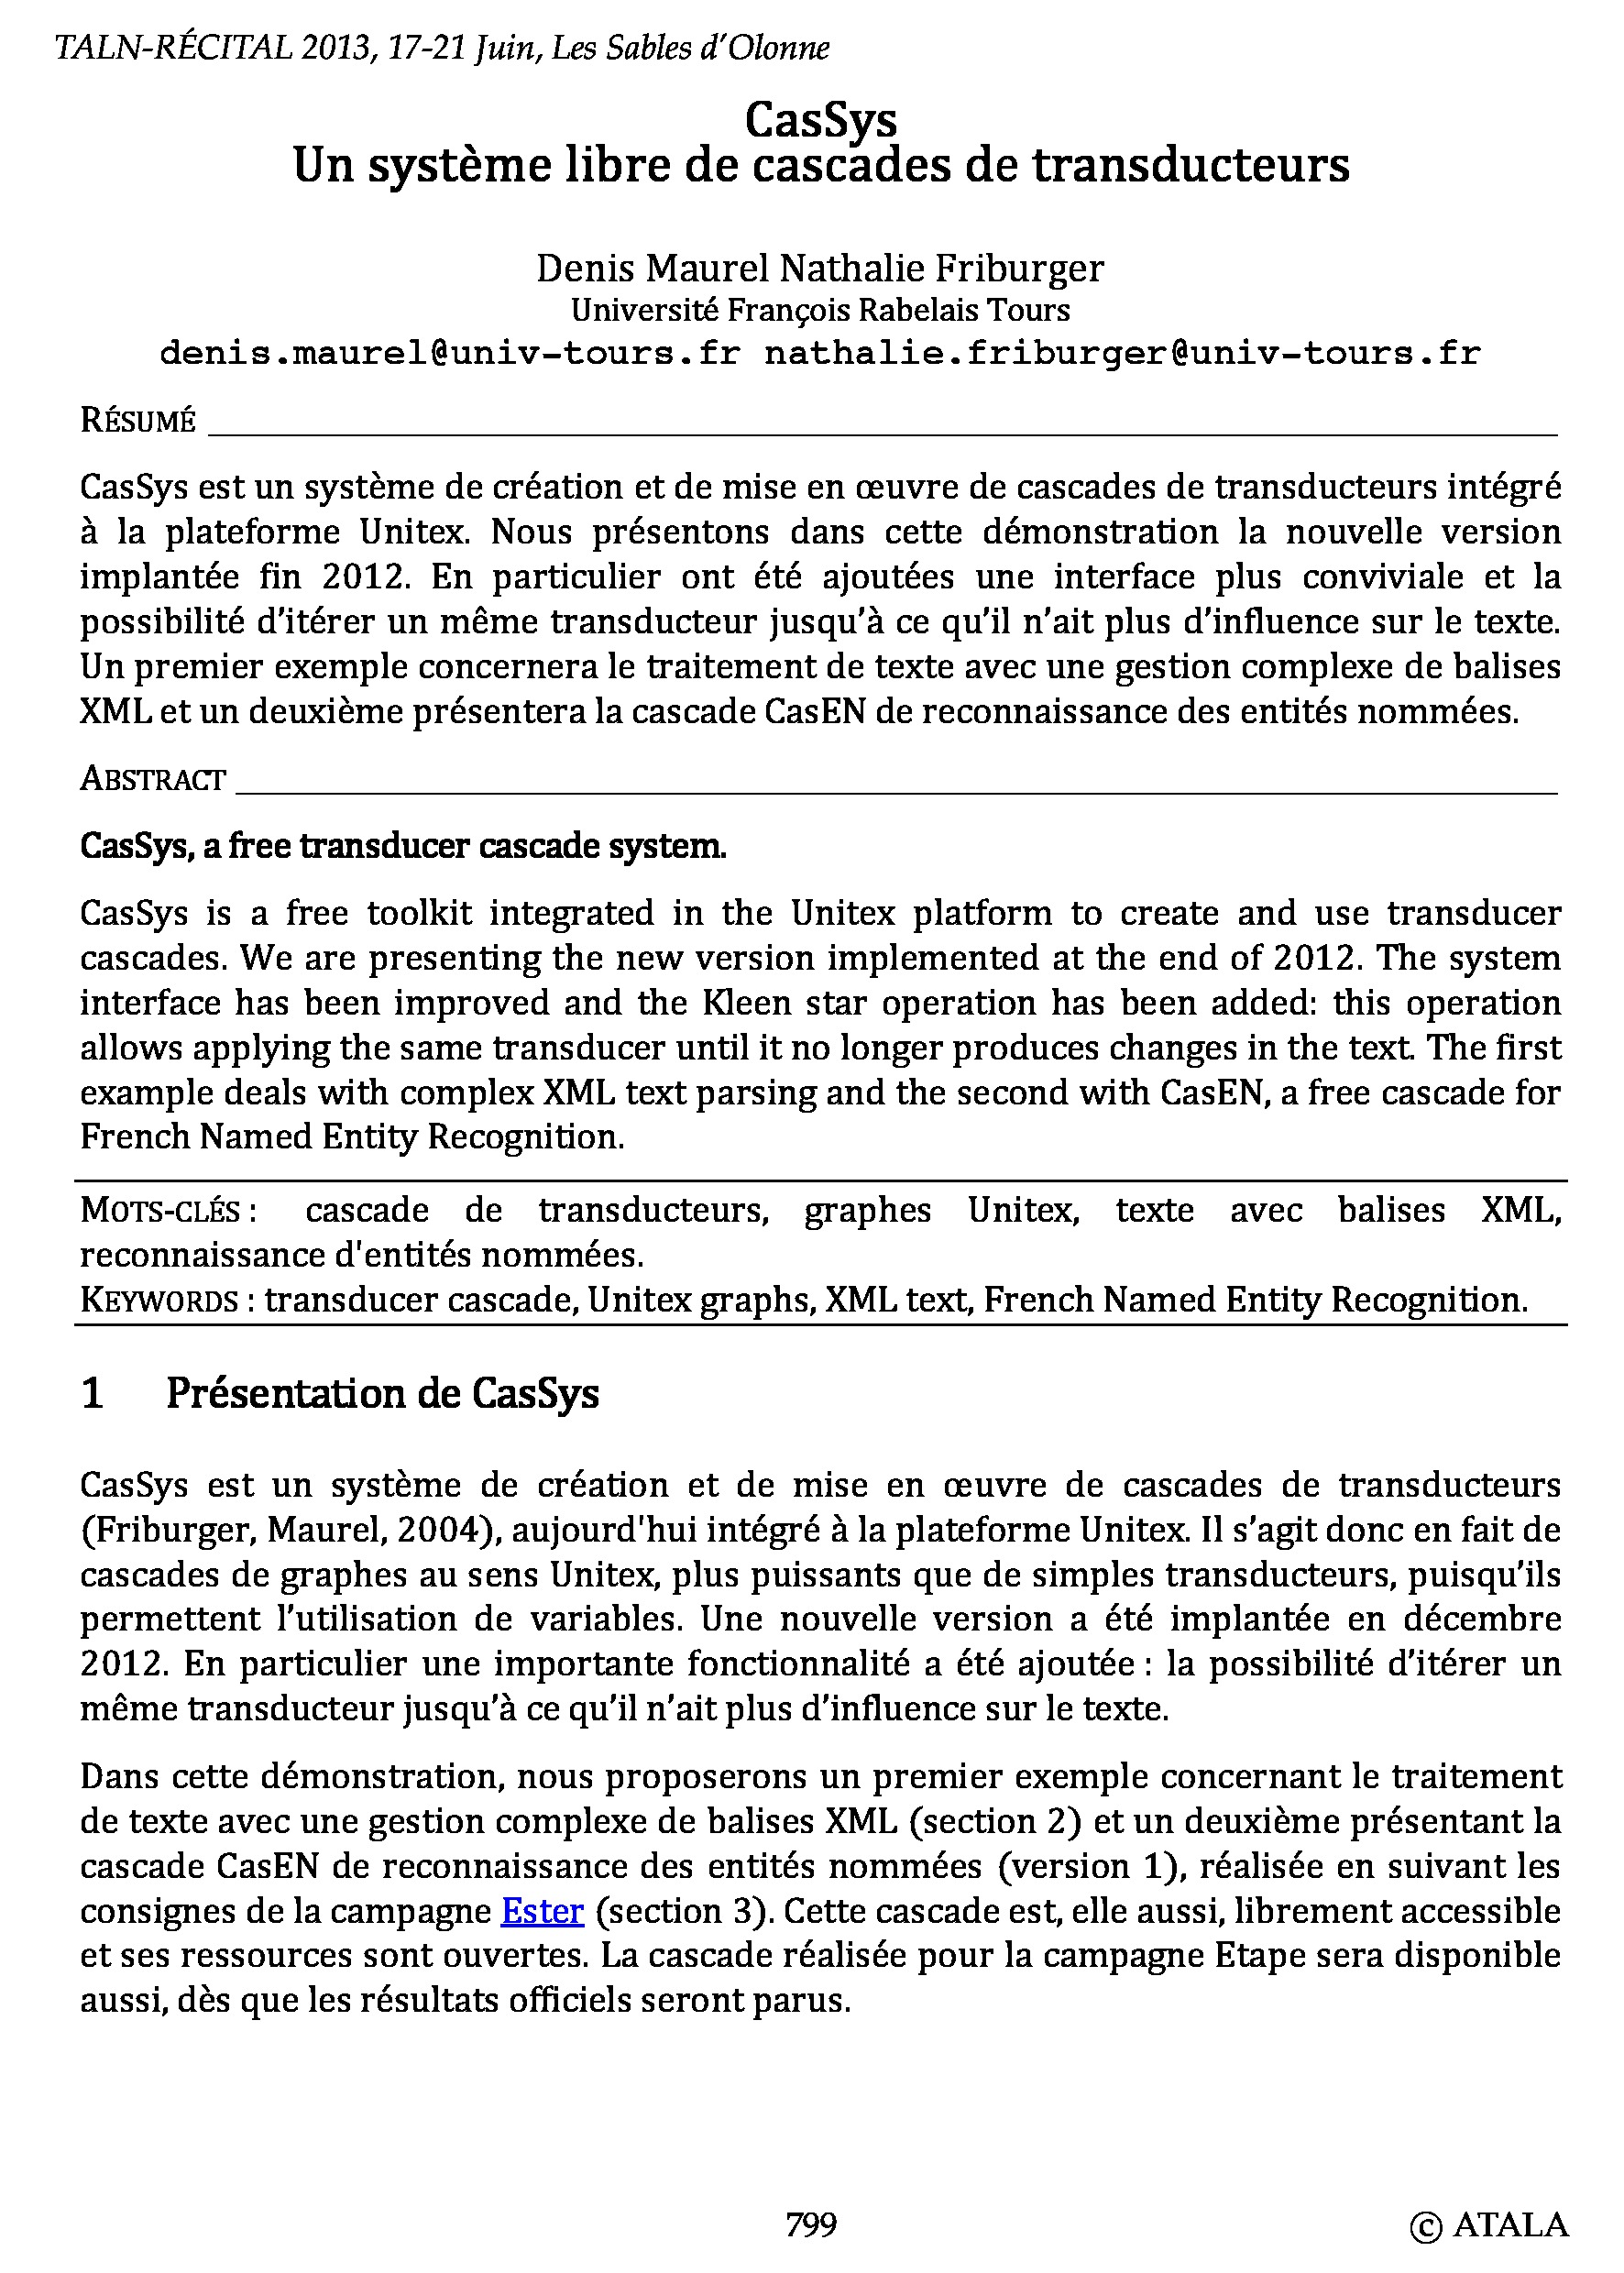 TALN-RÉCITAL 2013, 17-21 Juin, Les Sables d'Olonne
CasSys
Un système libre de cascades de transducteurs
Denis Maurel Nathalie Friburger
Université François Rabelais Tours
denis.maurel@univ-tours.fr nathalie.friburger@univ-tours.fr
RÉSUMÉ
CasSys est un système de création et de mise en œuvre de cascades de transducteurs intégré
à la plateforme Unitex. Nous présentons dans cette démonstration la nouvelle version
implantée fin 2012. En particulier ont été ajoutées une interface plus conviviale et la
possibilité d’itérer un même transducteur jusqu’à ce qu’il n’ait plus d’influence sur le texte.
Un premier exemple concernera le traitement de texte avec une gestion complexe de balises
XML et un deuxième présentera la cascade CasEN de reconnaissance des entités nommées.
ABSTRACT
CasSys, a free transducer cascade system.
CasSys is a free toolkit integrated in the Unitex platform to create and use transducer
cascades. We are presenting the new version implemented at the end of 2012. The system
interface has been improved and the Kleen star operation has been added: this operation
allows applying the same transducer until it no longer produces changes in the text. The first
example deals with complex XML text parsing and the second with CasEN, a free cascade for
French Named Entity Recognition.
MOTS-CLÉS : cascade de transducteurs, graphes Unitex, texte avec balises XML,
reconnaissance d'entités nommées.
KEYWORDS : transducer cascade, Unitex graphs, XML text, French Named Entity Recognition.
1 Présentation de CasSys
CasSys est un système de création et de mise en œuvre de cascades de transducteurs
(Friburger, Maurel, 2004), aujourd'hui intégré à la plateforme Unitex. Il s’agit donc en fait de
cascades de graphes au sens Unitex, plus puissants que de simples transducteurs, puisqu’ils
permettent l’utilisation de variables. Une nouvelle version a été implantée en décembre
2012. En particulier une importante fonctionnalité a été ajoutée : la possibilité d’itérer un
même transducteur jusqu’à ce qu’il n’ait plus d’influence sur le texte.
Dans cette démonstration, nous proposerons un premier exemple concernant le traitement
de texte avec une gestion complexe de balises XML (section 2) et un deuxième présentant la
cascade CasEN de reconnaissance des entités nommées (version 1), réalisée en suivant les
consignes de la campagne Ester (section 3). Cette cascade est, elle aussi, librement accessible
et ses ressources sont ouvertes. La cascade réalisée pour la campagne Etape sera disponible
aussi, dès que les résultats officiels seront parus.
799
© ATALA